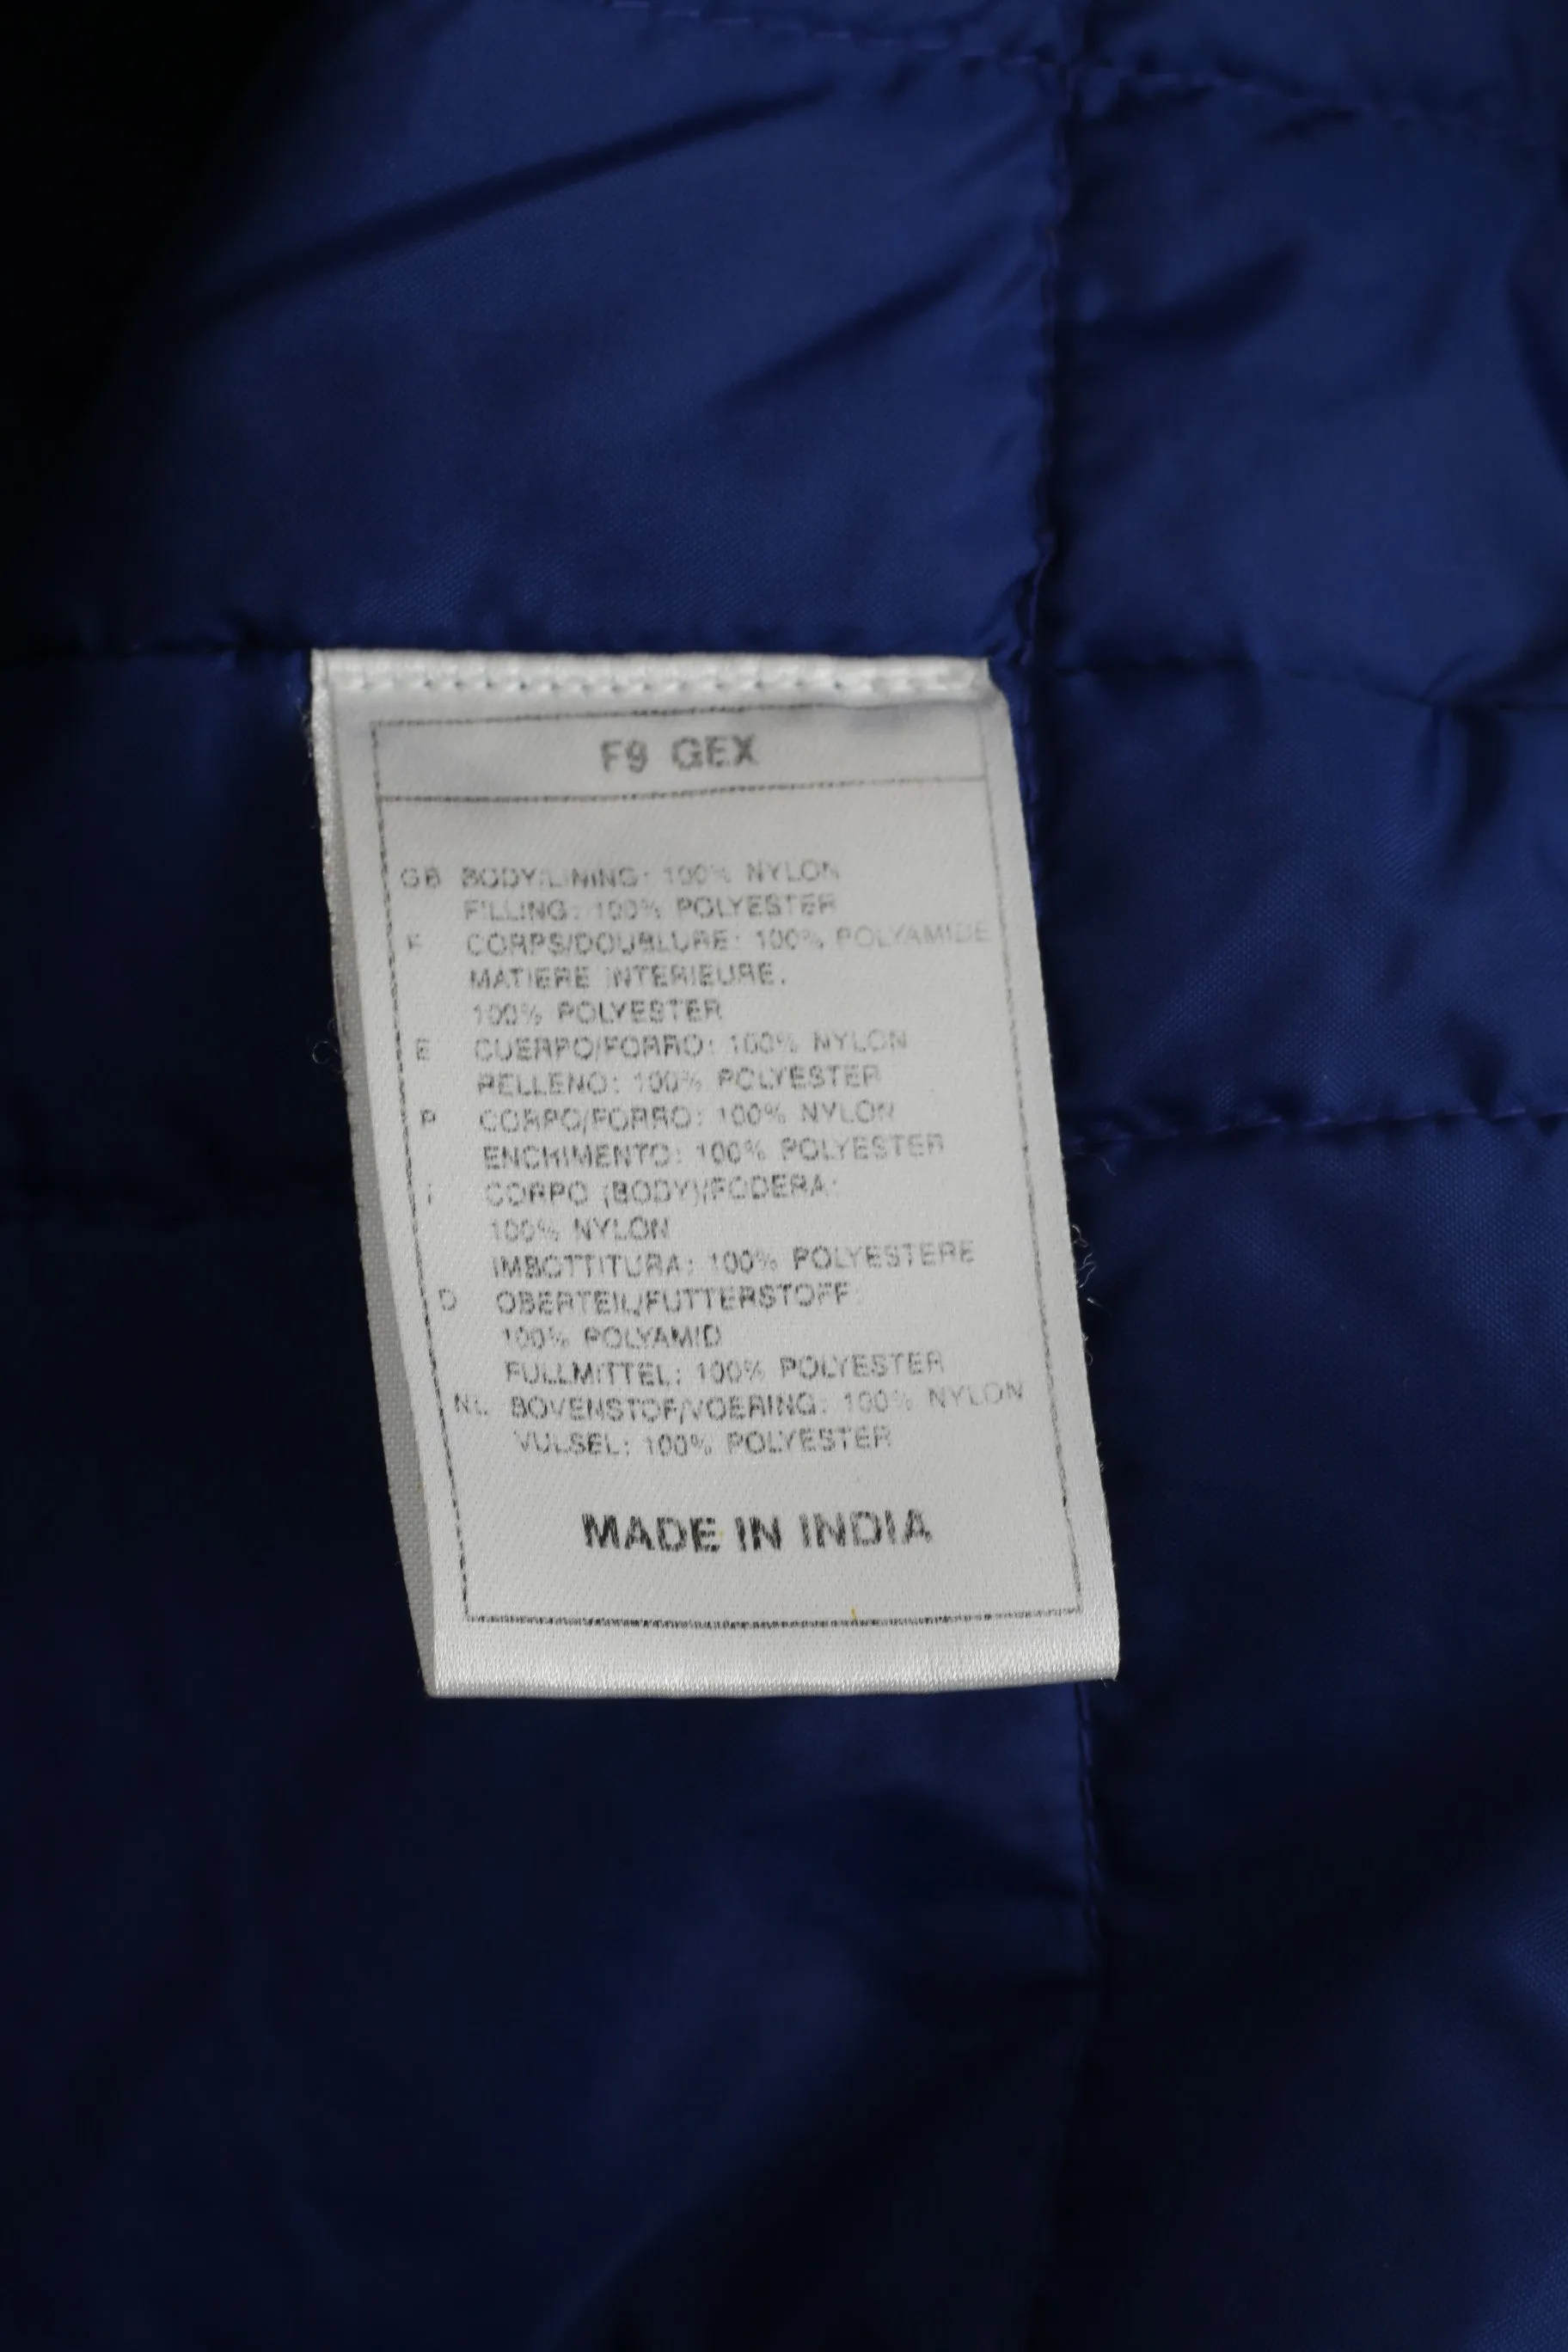 F9 GEX
GB BODY/LINING: 100% NYLON
FILLING: 100% POLYESTER
F CORPS/DOUBLURE: 100% POLYAMIDE
MATIERE INTERIEURE.
100% POLYESTER
E CUERPO/FORRO: 100% NYLON
RELLENO: 100% POLYESTER
P CORPO/FORRO: 100% NYLON
ENCHIMENTO: 100% POLYESTER
I CORPO (BODY)/FODERA:
100% NYLON
IMBOTTITURA: 100% POLYESTERE
D OBERTEIL/FUTTERSTOFF:
100% POLYAMID
FULLMITTEL: 100% POLYESTER
NL BOVENSTOF/VOERING: 100% NYLON
VULSEL: 100% POLYESTER
MADE IN INDIA